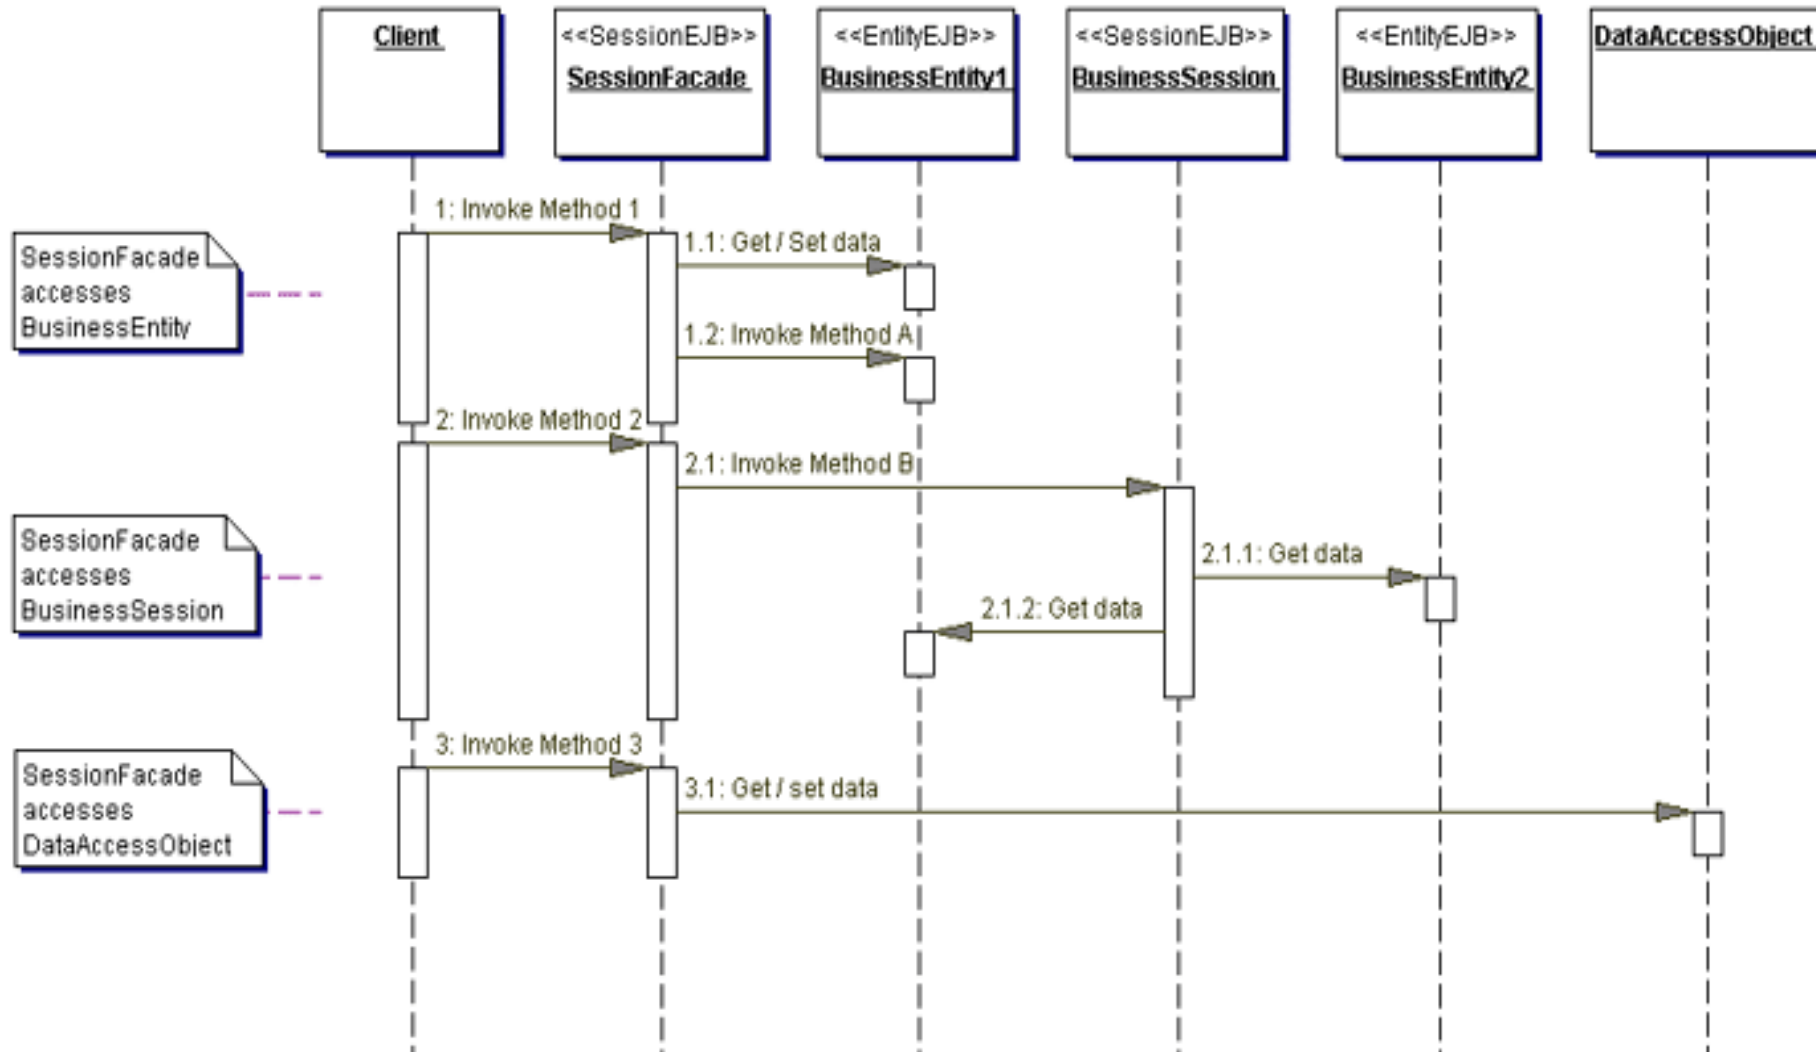 Client
<<SessionEJB>>
SessionFacade
<<EntityEJB>>
BusinessEntity1
<<SessionEJB>>
BusinessSession
<<EntityEJB>>
BusinessEntity2
DataAccessObject
1: Invoke Method 1
1.1: Get / Set data
SessionFacade
accesses
BusinessEntity
1.2: Invoke Method A
2: Invoke Method 2
2.1: Invoke Method B
SessionFacade
accesses
BusinessSession
2.1.1: Get data
2.1.2: Get data
3: Invoke Method 3
SessionFacade
accesses
DataAccessObject
3.1: Get / set data